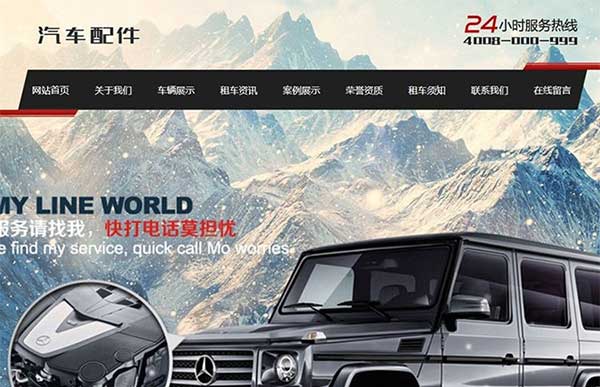 汽车配件
24小时服务热线
4008-000-999
网站首页 关于我们 车辆展示 租车资讯 案例展示 荣誉资质 租车须知 联系我们 在线留言
MY LINE WORLD
服务请找我，快打电话莫担忧
e find my service, quick call Mo worries.